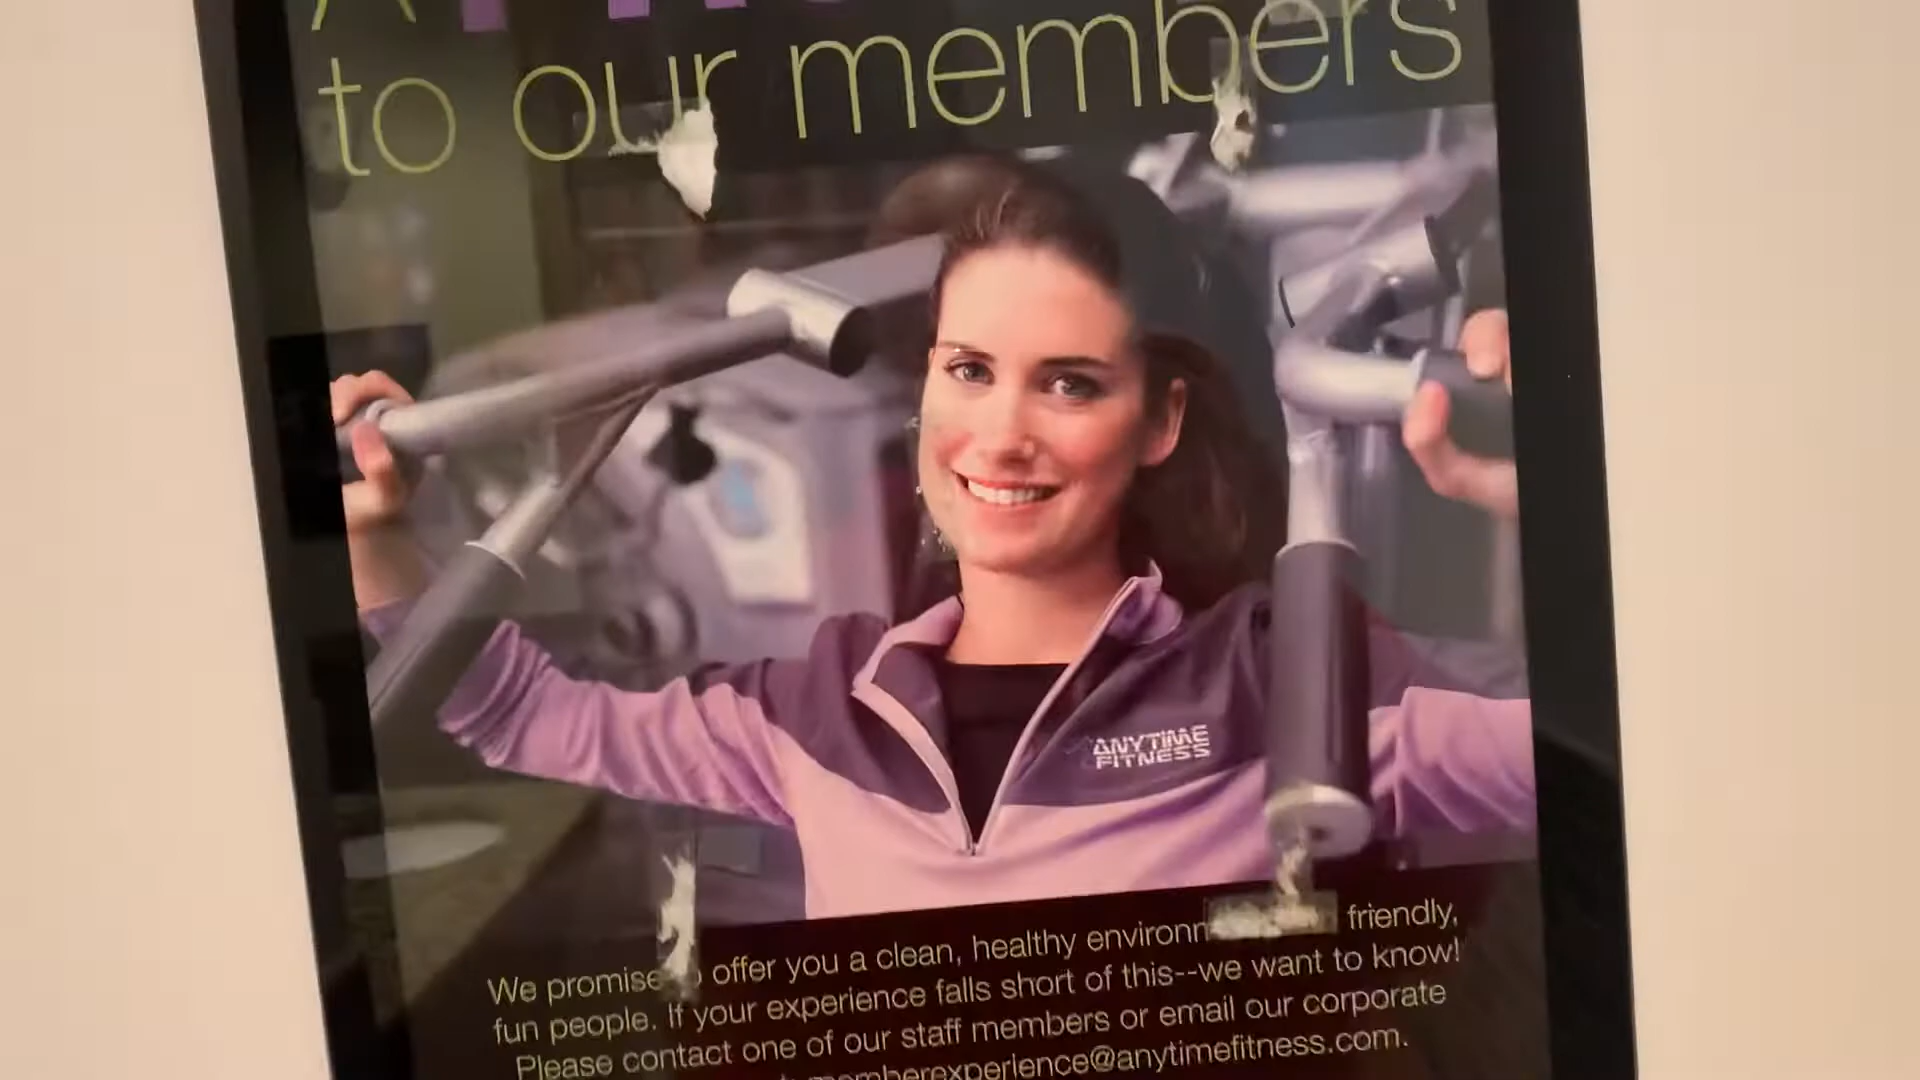 to our members
ANYTIME
FITNESS
We promise offer you a clean, healthy environ friendly,
fun people. If your experience falls short of this--we want to know!
Please contact one of our staff members or email our corporate
memberexperience@anytimefitness.com.